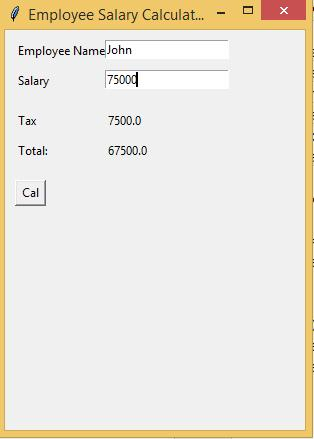 Employee Salary Calculat...
Employee Name John
Salary 75000
Tax 7500.0
Total: 67500.0
Cal